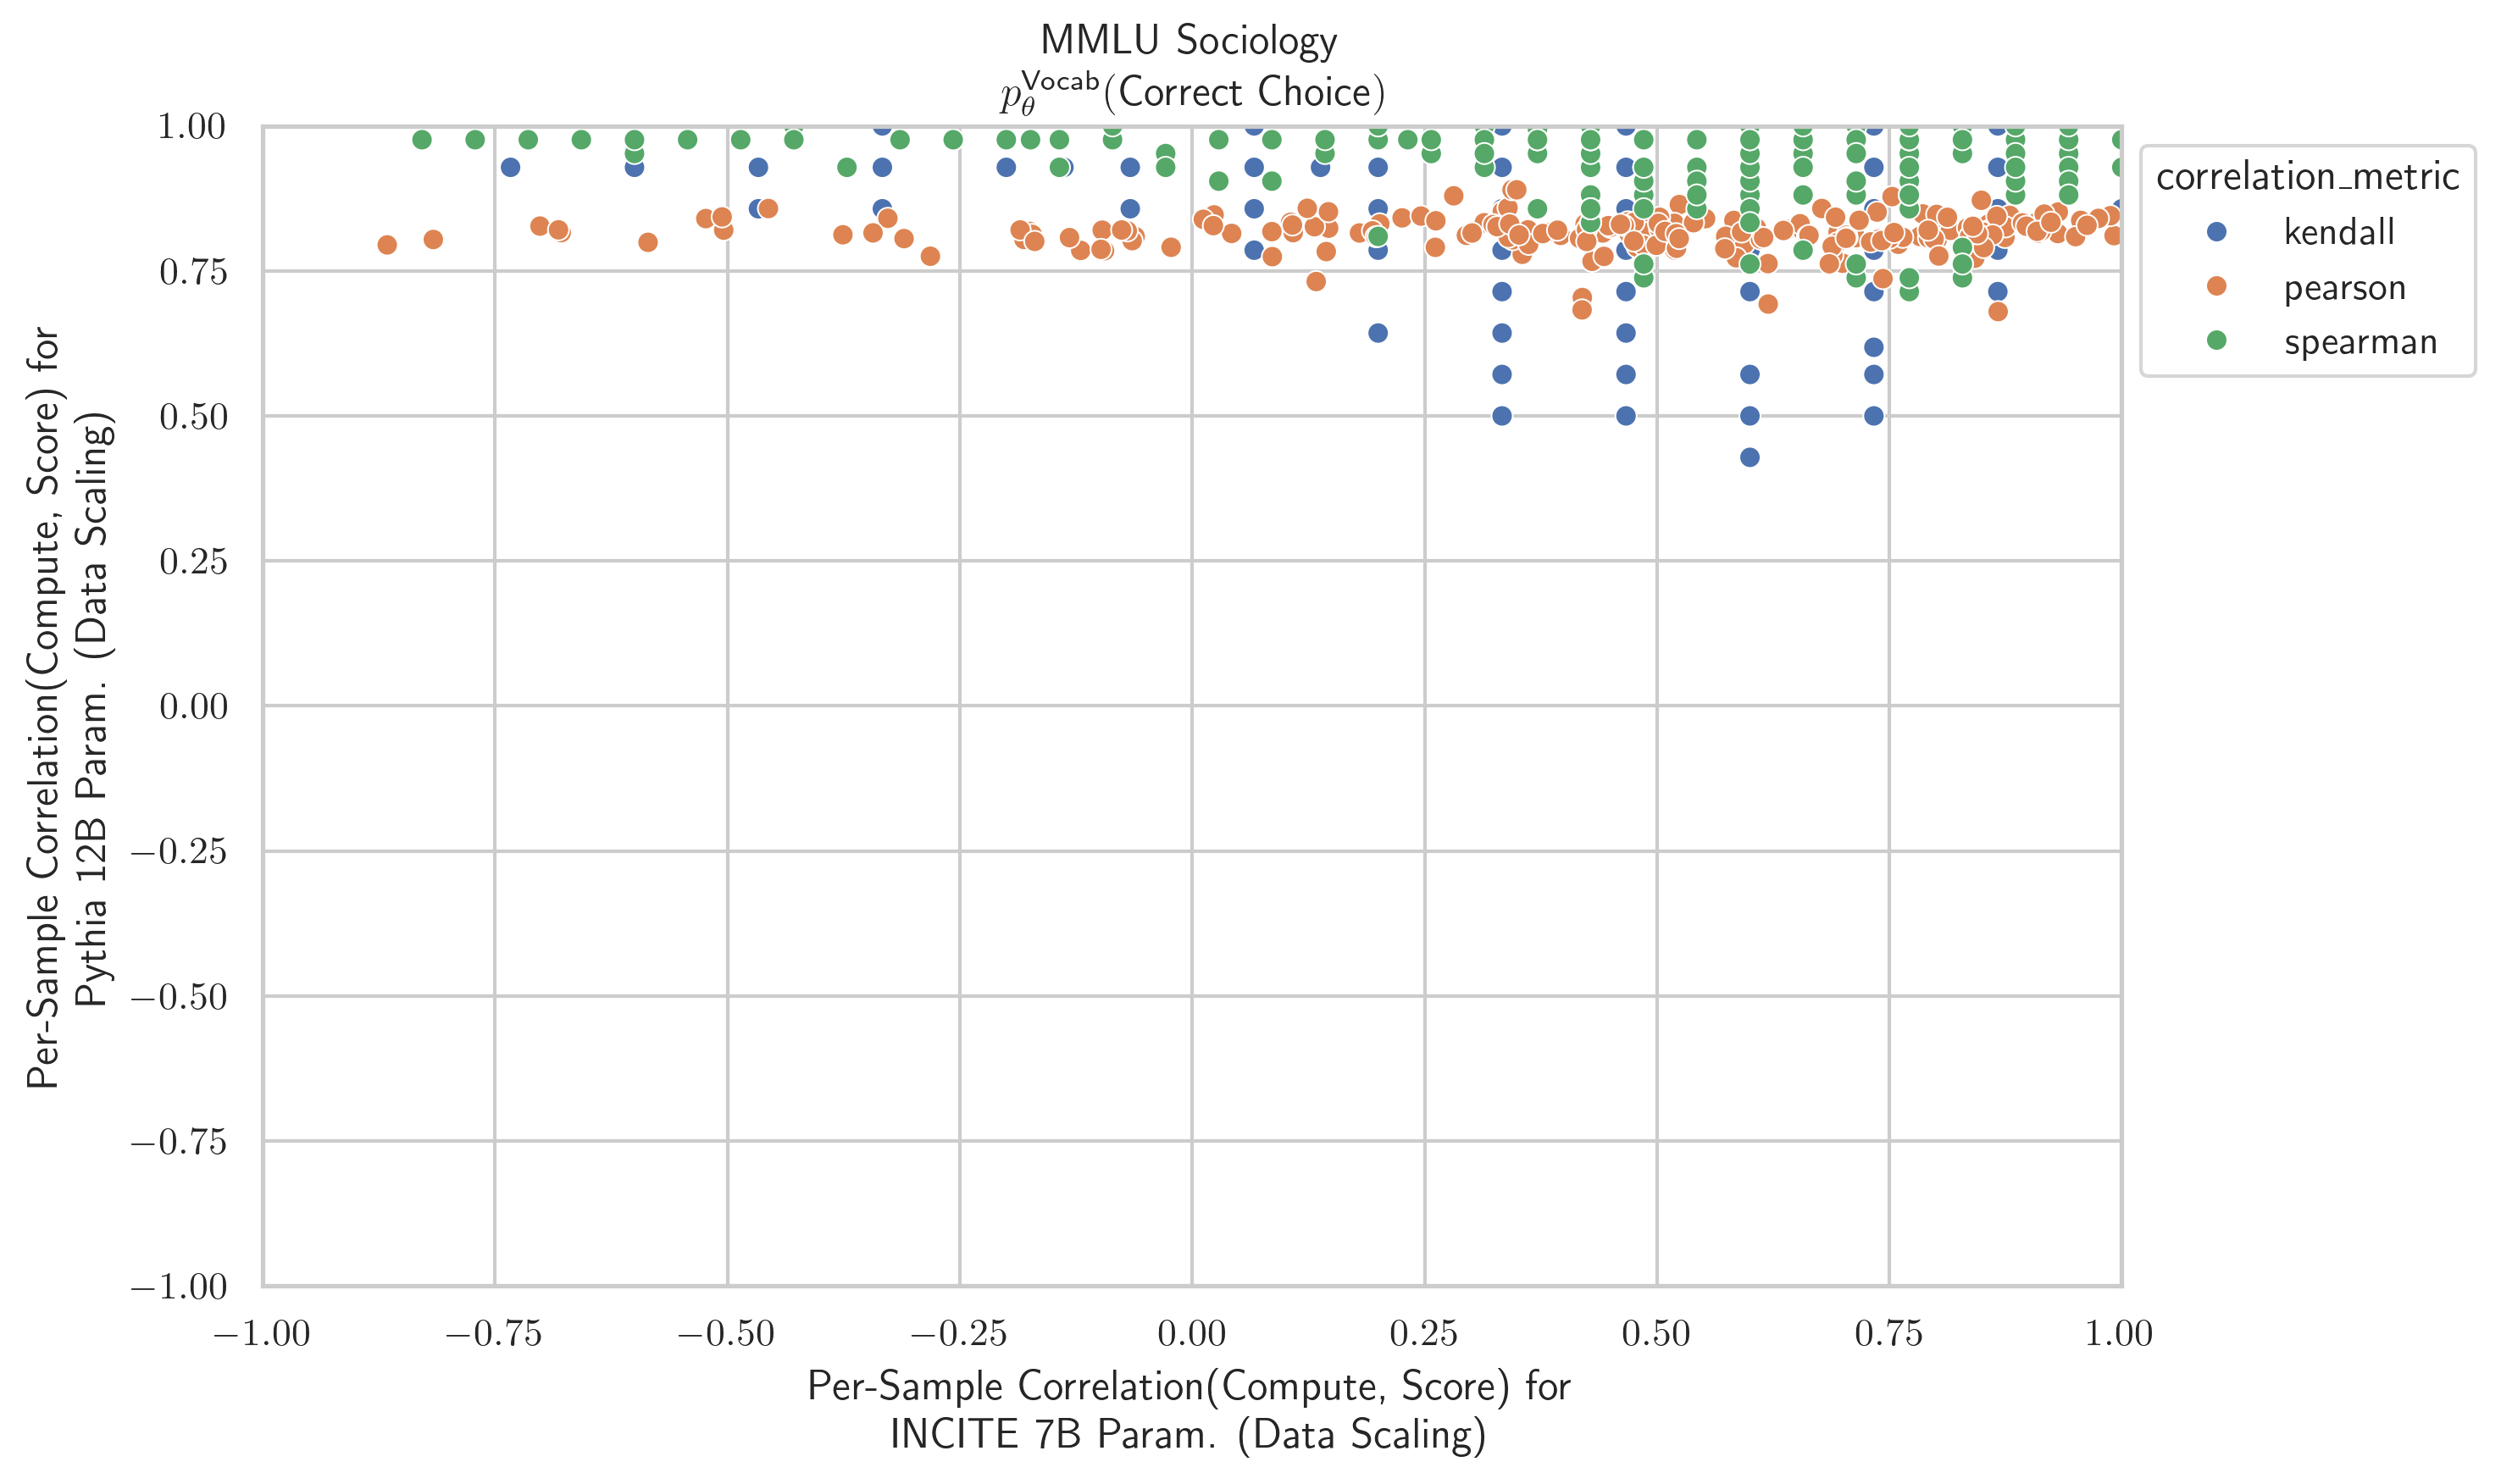 MMLU Sociology
p_θ^Vocab(Correct Choice)
1.00
0.75
0.50
0.25
0.00
−0.25
−0.50
−0.75
−1.00
Per-Sample Correlation(Compute, Score) for
Pythia 12B Param. (Data Scaling)
correlation_metric
kendall
pearson
spearman
−1.00 −0.75 −0.50 −0.25 0.00 0.25 0.50 0.75 1.00
Per-Sample Correlation(Compute, Score) for
INCITE 7B Param. (Data Scaling)